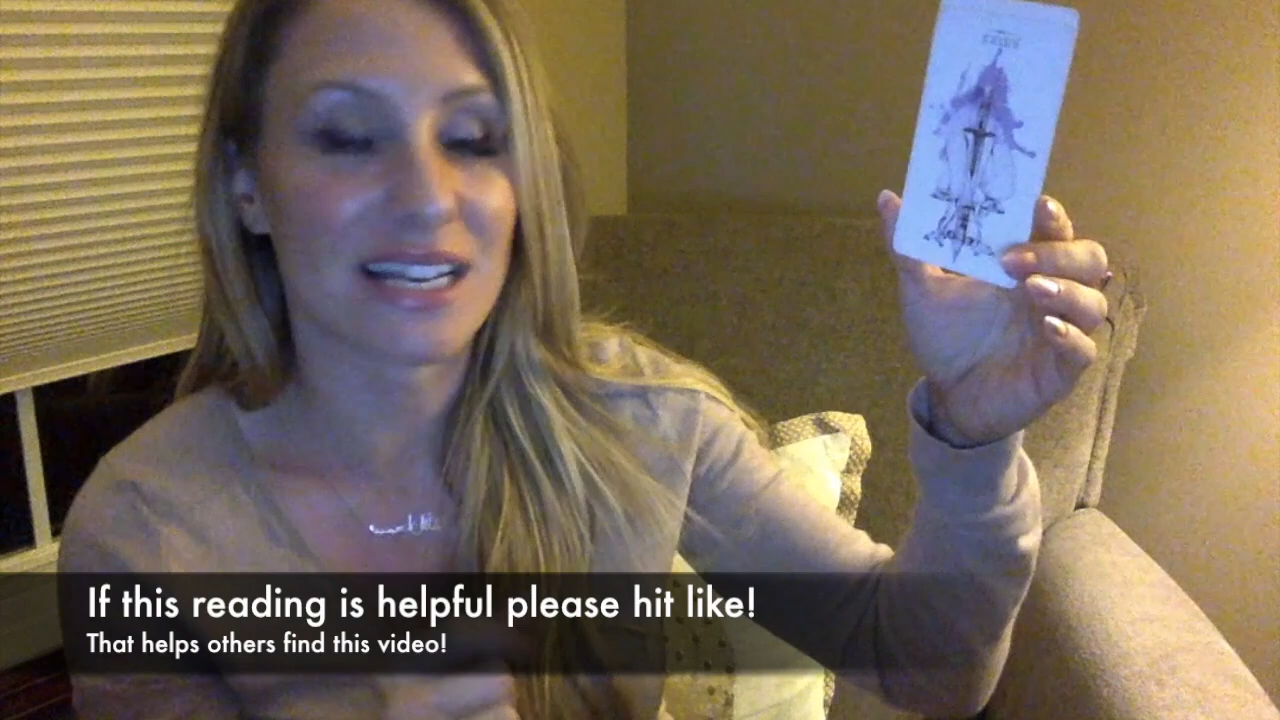 If this reading is helpful please hit like!
That helps others find this video!